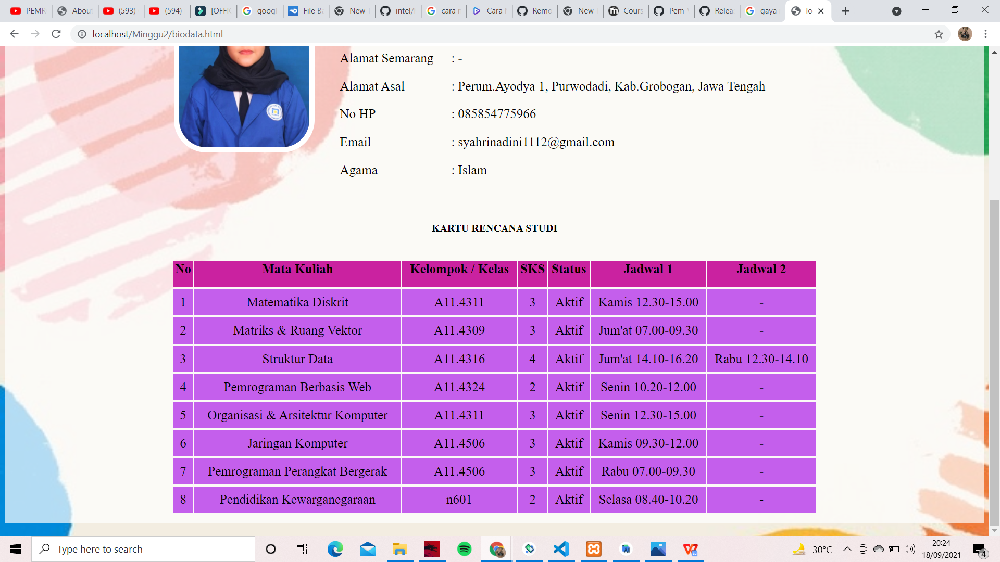 PEMR
About
(593)
(594)
[OFFI
googl
File Ba
New T
intel/l
cara n
Cara M
Remo
New T
Cours
Pem-
Relea
gaya
lo
localhost/Minggu2/biodata.html
Alamat Semarang : -
Alamat Asal : Perum.Ayodya 1, Purwodadi, Kab.Grobogan, Jawa Tengah
No HP : 085854775966
Email : syahrinadini1112@gmail.com
Agama : Islam
KARTU RENCANA STUDI
No Mata Kuliah Kelompok / Kelas SKS Status Jadwal 1 Jadwal 2
1 Matematika Diskrit A11.4311 3 Aktif Kamis 12.30-15.00 -
2 Matriks & Ruang Vektor A11.4309 3 Aktif Jum'at 07.00-09.30 -
3 Struktur Data A11.4316 4 Aktif Jum'at 14.10-16.20 Rabu 12.30-14.10
4 Pemrograman Berbasis Web A11.4324 2 Aktif Senin 10.20-12.00 -
5 Organisasi & Arsitektur Komputer A11.4311 3 Aktif Senin 12.30-15.00 -
6 Jaringan Komputer A11.4506 3 Aktif Kamis 09.30-12.00 -
7 Pemrograman Perangkat Bergerak A11.4506 3 Aktif Rabu 07.00-09.30 -
8 Pendidikan Kewarganegaraan n601 2 Aktif Selasa 08.40-10.20 -
Type here to search
30°C
20:24
18/09/2021
4